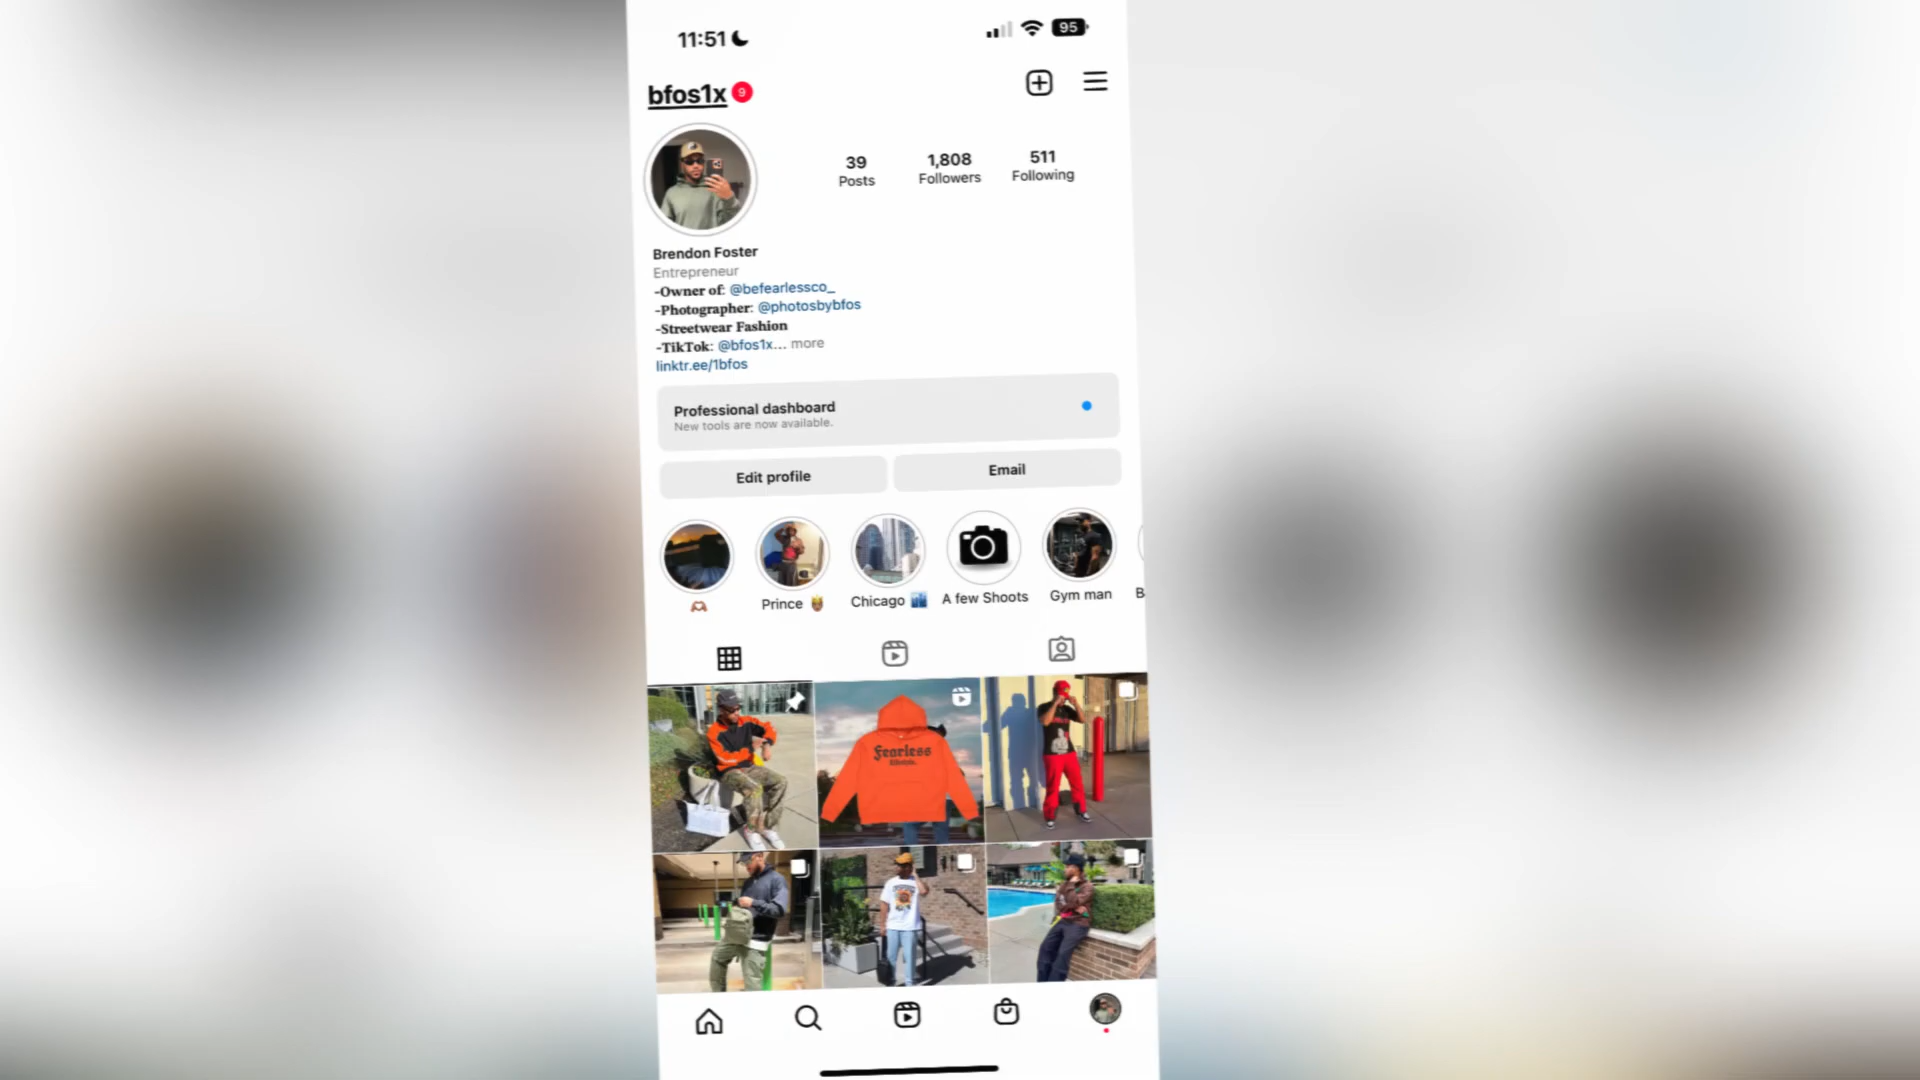 11:51
95
bfos1x 9
39 1,808 511
Posts Followers Following
Brendon Foster
Entrepreneur
-Owner of: @befearlessco_
-Photographer: @photosbybfos
-Streetwear Fashion
-TikTok: @bfos1x... more
linktr.ee/1bfos
Professional dashboard
New tools are now available.
Edit profile Email
Prince Chicago A few Shoots Gym man B
Fearless